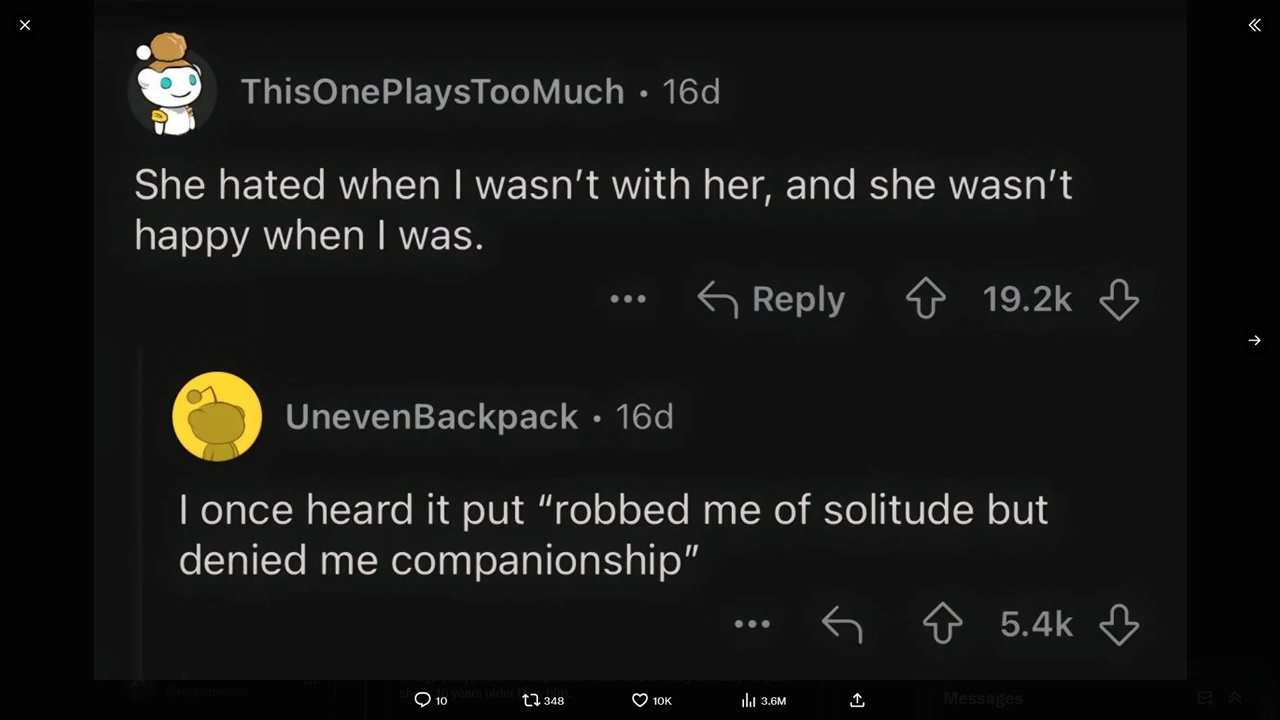 ThisOnePlaysTooMuch • 16d
She hated when I wasn’t with her, and she wasn’t
happy when I was.
Reply 19.2k
UnevenBackpack • 16d
I once heard it put “robbed me of solitude but
denied me companionship”
5.4k
years older
Messages
10 348 10K 3.6M